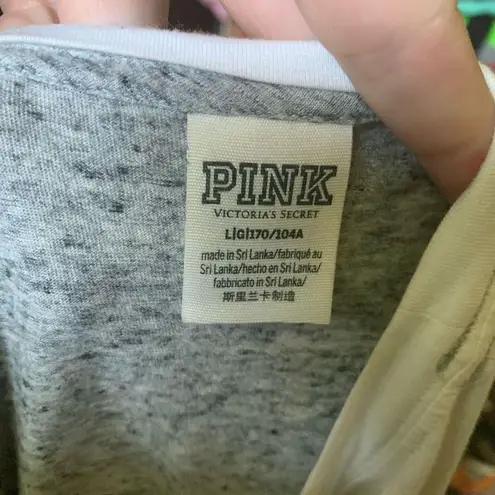 PINK
VICTORIA'S SECRET
L|G|170/104A
made in Sri Lanka/fabriqué au
Sri Lanka/hecho en Sri Lanka/
fabbricato in Sri Lanka/
斯里兰卡制造